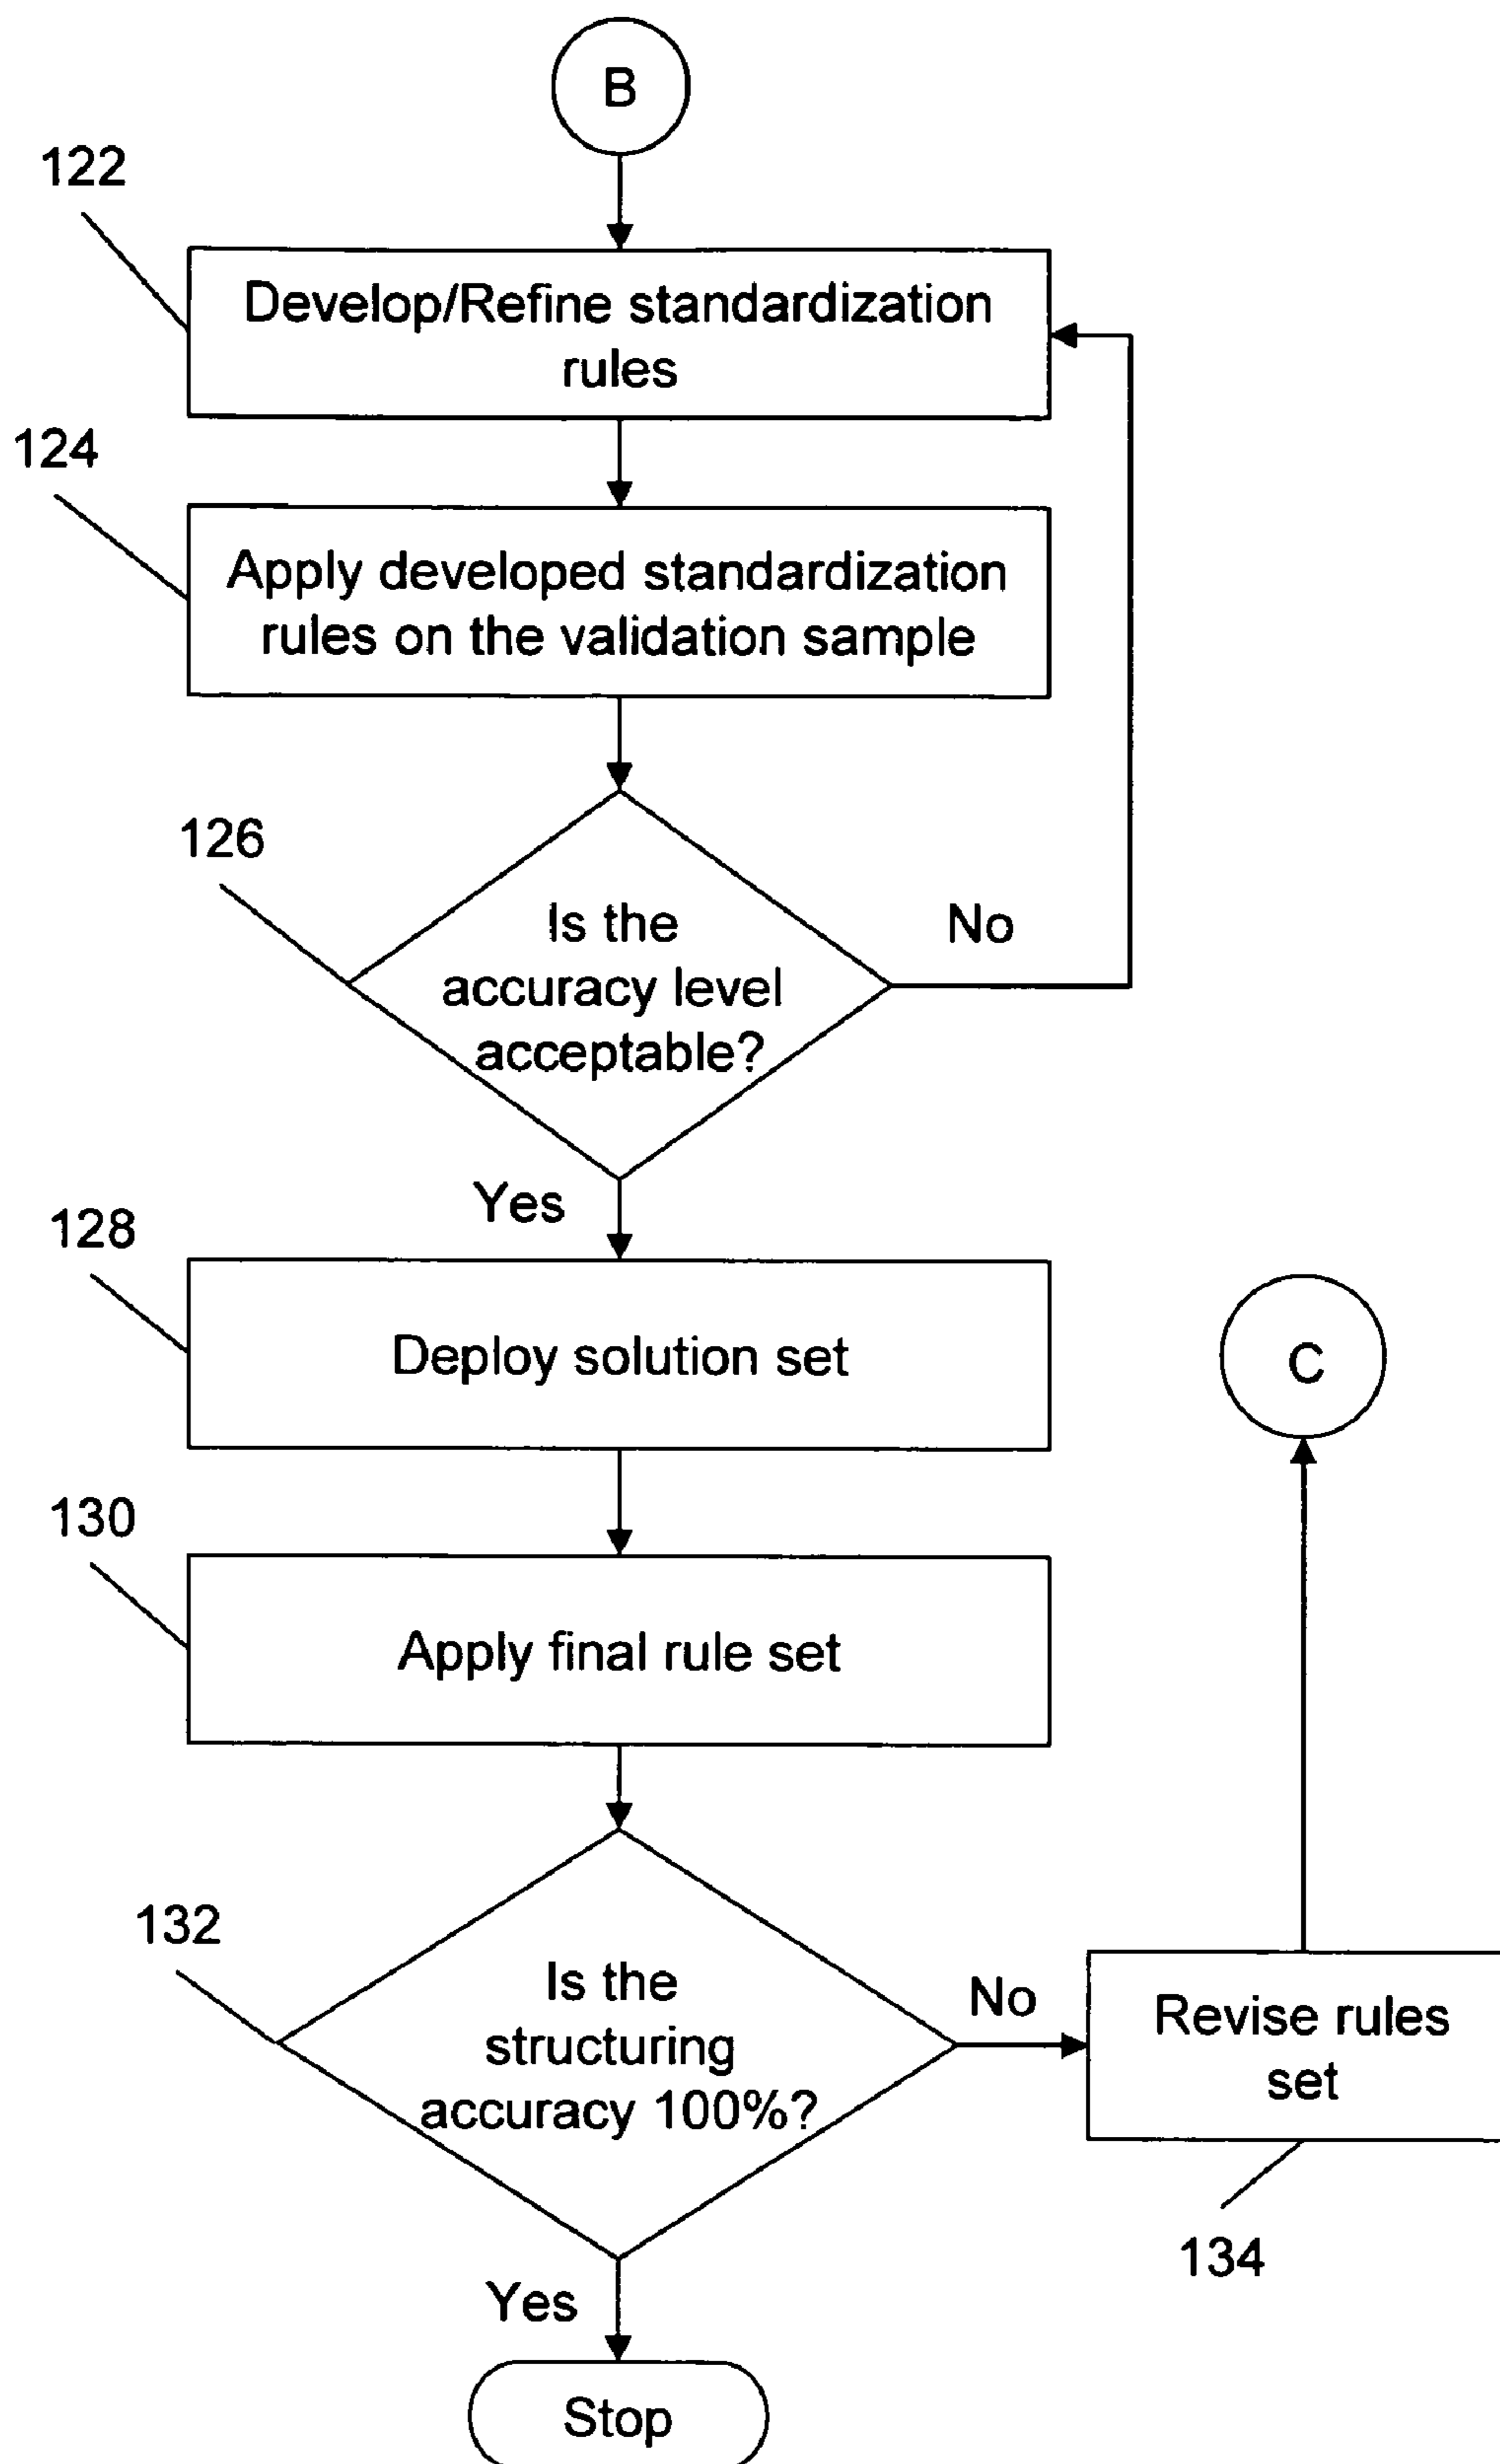 B
122
Develop/Refine standardization
rules
124
Apply developed standardization
rules on the validation sample
126
Is the
accuracy level
acceptable?
No
Yes
128
Deploy solution set
C
130
Apply final rule set
132
Is the
structuring
accuracy 100%?
No
Revise rules
set
134
Yes
Stop